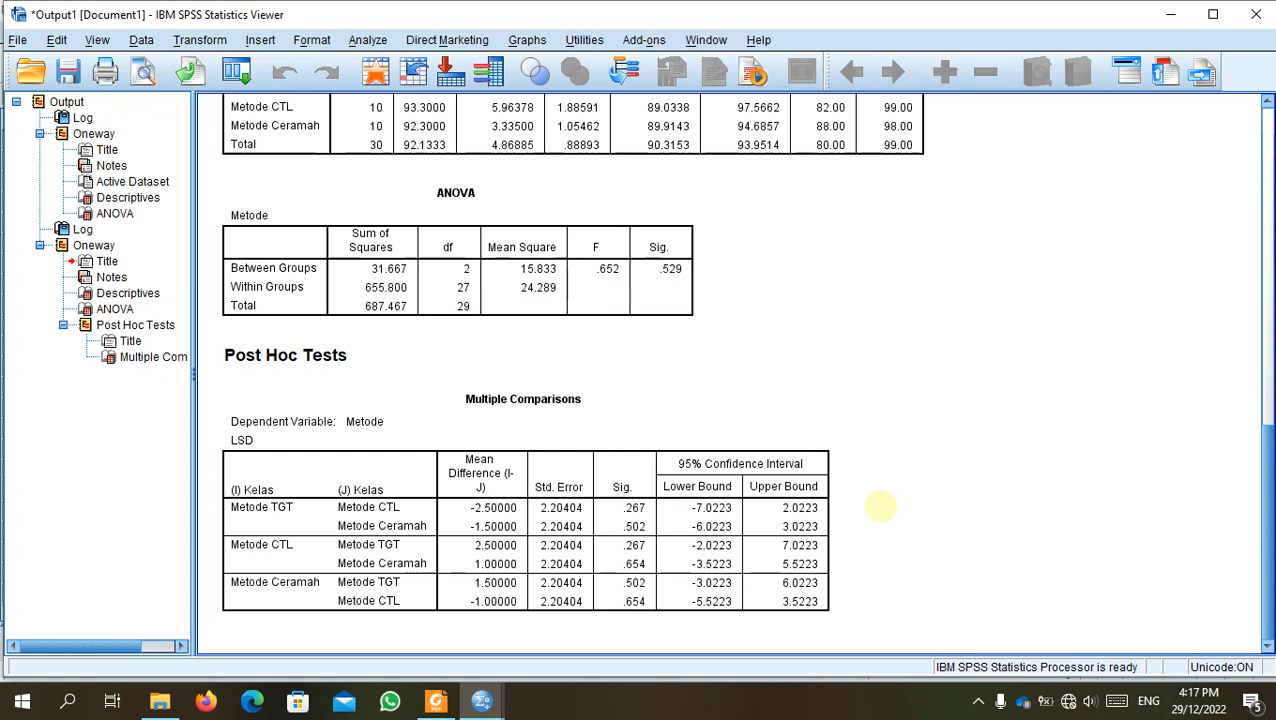 *Output1 [Document1] - IBM SPSS Statistics Viewer
File Edit View Data Transform Insert Format Analyze Direct Marketing Graphs Utilities Add-ons Window Help
Output
Log
Oneway
Title
Notes
Active Dataset
Descriptives
ANOVA
Log
Oneway
Title
Notes
Descriptives
ANOVA
Post Hoc Tests
Title
Multiple Com
Metode CTL 10 93.3000 5.96378 1.88591 89.0338 97.5662 82.00 99.00
Metode Ceramah 10 92.3000 3.33500 1.05462 89.9143 94.6857 88.00 98.00
Total 30 92.1333 4.86885 .88893 90.3153 93.9514 80.00 99.00
ANOVA
Metode
Sum of
Squares df Mean Square F Sig.
Between Groups 31.667 2 15.833 .652 .529
Within Groups 655.800 27 24.289
Total 687.467 29
Post Hoc Tests
Multiple Comparisons
Dependent Variable: Metode
LSD
Mean
Difference (I-
J)
(I) Kelas (J) Kelas Std. Error Sig. 95% Confidence Interval
Lower Bound Upper Bound
Metode TGT Metode CTL -2.50000 2.20404 .267 -7.0223 2.0223
Metode Ceramah -1.50000 2.20404 .502 -6.0223 3.0223
Metode CTL Metode TGT 2.50000 2.20404 .267 -2.0223 7.0223
Metode Ceramah 1.00000 2.20404 .654 -3.5223 5.5223
Metode Ceramah Metode TGT 1.50000 2.20404 .502 -3.0223 6.0223
Metode CTL -1.00000 2.20404 .654 -5.5223 3.5223
IBM SPSS Statistics Processor is ready Unicode:ON
PDF
ENG
4:17 PM
29/12/2022
5